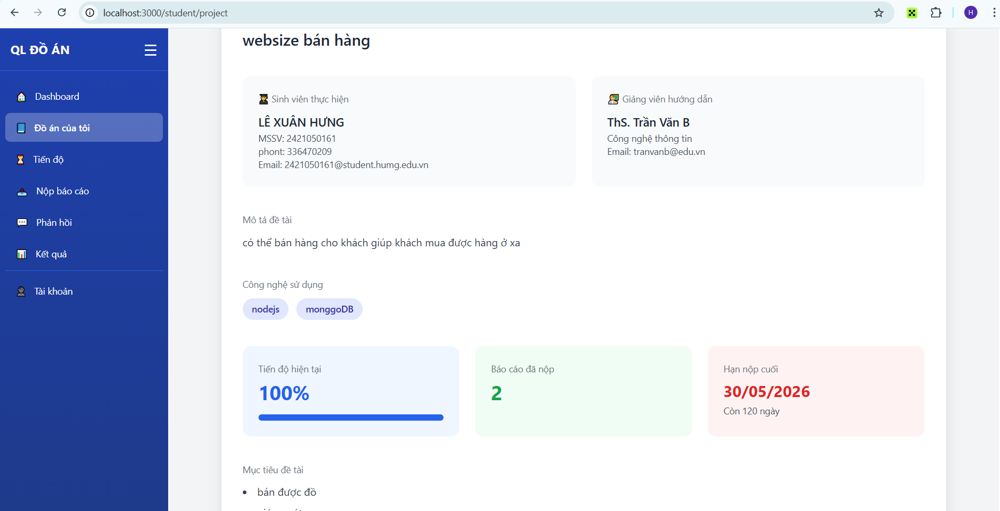 localhost:3000/student/project
H
QL ĐỒ ÁN
Dashboard
Đồ án của tôi
Tiến độ
Nộp báo cáo
Phản hồi
Kết quả
Tài khoản
websize bán hàng
Sinh viên thực hiện
LÊ XUÂN HƯNG
MSSV: 2421050161
phont: 336470209
Email: 2421050161@student.humg.edu.vn
Giảng viên hướng dẫn
ThS. Trần Văn B
Công nghệ thông tin
Email: tranvanb@edu.vn
Mô tả đề tài
có thể bán hàng cho khách giúp khách mua được hàng ở xa
Công nghệ sử dụng
nodejs
monggoDB
Tiến độ hiện tại
100%
Báo cáo đã nộp
2
Hạn nộp cuối
30/05/2026
Còn 120 ngày
Mục tiêu đề tài
• bán được đồ